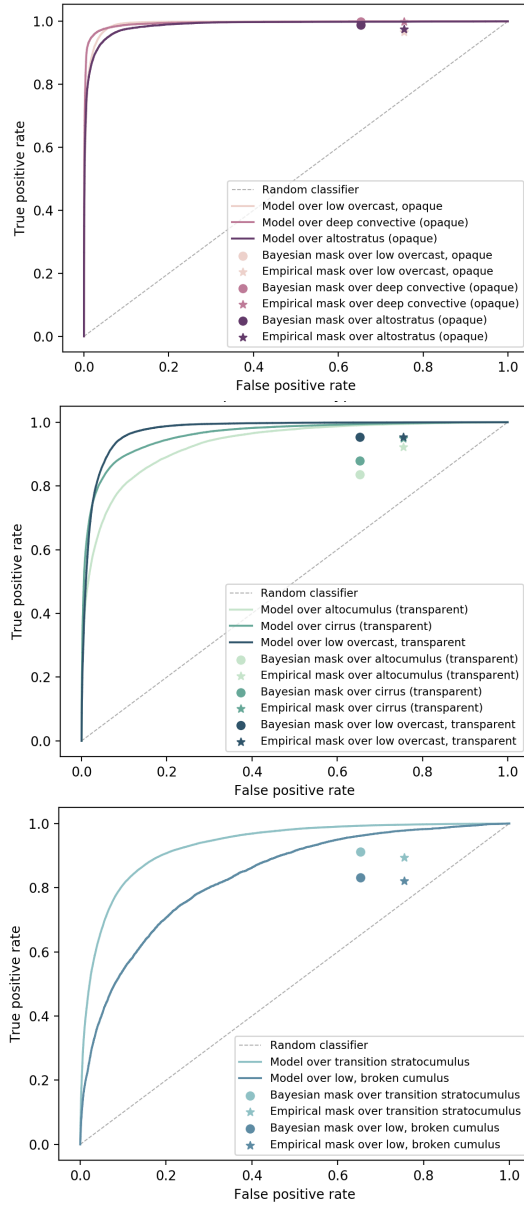 1.0
0.8
0.6
0.4
0.2
0.0
True positive rate
Random classifier
Model over low overcast, opaque
Model over deep convective (opaque)
Model over altostratus (opaque)
Bayesian mask over low overcast, opaque
Empirical mask over low overcast, opaque
Bayesian mask over deep convective (opaque)
Empirical mask over deep convective (opaque)
Bayesian mask over altostratus (opaque)
Empirical mask over altostratus (opaque)
0.0 0.2 0.4 0.6 0.8 1.0
False positive rate
1.0
0.8
0.6
0.4
0.2
0.0
True positive rate
Random classifier
Model over altocumulus (transparent)
Model over cirrus (transparent)
Model over low overcast, transparent
Bayesian mask over altocumulus (transparent)
Empirical mask over altocumulus (transparent)
Bayesian mask over cirrus (transparent)
Empirical mask over cirrus (transparent)
Bayesian mask over low overcast, transparent
Empirical mask over low overcast, transparent
0.0 0.2 0.4 0.6 0.8 1.0
False positive rate
1.0
0.8
0.6
0.4
0.2
0.0
True positive rate
Random classifier
Model over transition stratocumulus
Model over low, broken cumulus
Bayesian mask over transition stratocumulus
Empirical mask over transition stratocumulus
Bayesian mask over low, broken cumulus
Empirical mask over low, broken cumulus
0.0 0.2 0.4 0.6 0.8 1.0
False positive rate